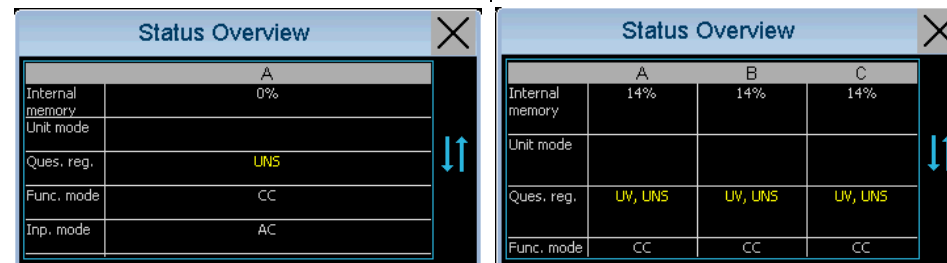 Status Overview
A
Internal memory 0%
Unit mode
Ques. reg. UNS
Func. mode CC
Inp. mode AC
Status Overview
A B C
Internal memory 14% 14% 14%
Unit mode
Ques. reg. UV, UNS UV, UNS UV, UNS
Func. mode CC CC CC